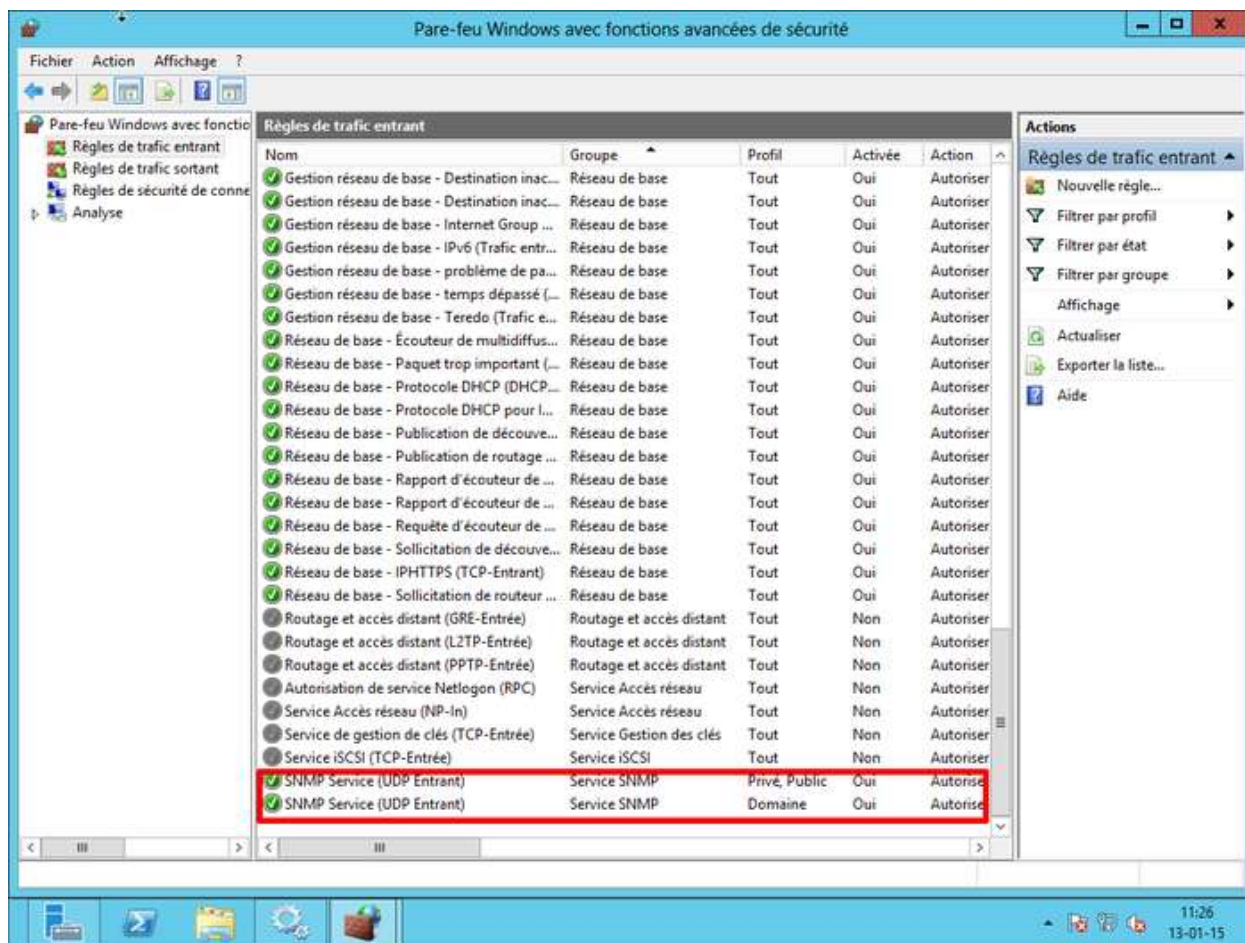 Pare-feu Windows avec fonctions avancées de sécurité
Fichier Action Affichage ?
Pare-feu Windows avec fonctio
Règles de trafic entrant
Règles de trafic sortant
Règles de sécurité de conne
Analyse
Règles de trafic entrant
Nom Groupe Profil Activée Action
Gestion réseau de base - Destination inac... Réseau de base Tout Oui Autoriser
Gestion réseau de base - Destination inac... Réseau de base Tout Oui Autoriser
Gestion réseau de base - Internet Group ... Réseau de base Tout Oui Autoriser
Gestion réseau de base - IPv6 (Trafic entr... Réseau de base Tout Oui Autoriser
Gestion réseau de base - problème de pa... Réseau de base Tout Oui Autoriser
Gestion réseau de base - temps dépassé (... Réseau de base Tout Oui Autoriser
Gestion réseau de base - Teredo (Trafic e... Réseau de base Tout Oui Autoriser
Réseau de base - Écouteur de multidiffus... Réseau de base Tout Oui Autoriser
Réseau de base - Paquet trop important (... Réseau de base Tout Oui Autoriser
Réseau de base - Protocole DHCP (DHCP... Réseau de base Tout Oui Autoriser
Réseau de base - Protocole DHCP pour I... Réseau de base Tout Oui Autoriser
Réseau de base - Publication de découve... Réseau de base Tout Oui Autoriser
Réseau de base - Publication de routage ... Réseau de base Tout Oui Autoriser
Réseau de base - Rapport d'écouteur de ... Réseau de base Tout Oui Autoriser
Réseau de base - Rapport d'écouteur de ... Réseau de base Tout Oui Autoriser
Réseau de base - Requête d'écouteur de ... Réseau de base Tout Oui Autoriser
Réseau de base - Sollicitation de découve... Réseau de base Tout Oui Autoriser
Réseau de base - IPHTTPS (TCP-Entrant) Réseau de base Tout Oui Autoriser
Réseau de base - Sollicitation de routeur ... Réseau de base Tout Oui Autoriser
Routage et accès distant (GRE-Entrée) Routage et accès distant Tout Non Autoriser
Routage et accès distant (L2TP-Entrée) Routage et accès distant Tout Non Autoriser
Routage et accès distant (PPTP-Entrée) Routage et accès distant Tout Non Autoriser
Autorisation de service Netlogon (RPC) Service Accès réseau Tout Non Autoriser
Service Accès réseau (NP-In) Service Accès réseau Tout Non Autoriser
Service de gestion de clés (TCP-Entrée) Service Gestion des clés Tout Non Autoriser
Service iSCSI (TCP-Entrée) Service iSCSI Tout Non Autoriser
SNMP Service (UDP Entrant) Service SNMP Privé, Public Oui Autorise
SNMP Service (UDP Entrant) Service SNMP Domaine Oui Autorise
Actions
Règles de trafic entrant
Nouvelle règle...
Filtrer par profil
Filtrer par état
Filtrer par groupe
Affichage
Actualiser
Exporter la liste...
Aide
11:26
13-01-15